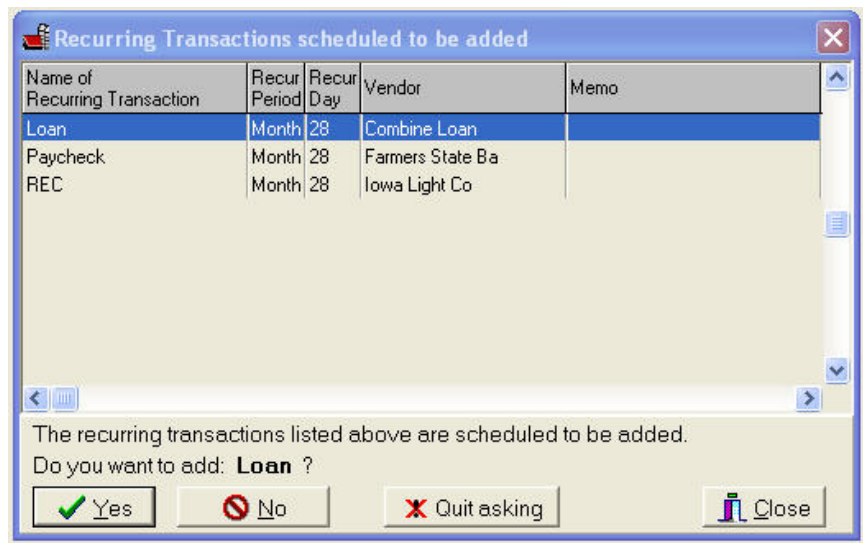 Recurring Transactions scheduled to be added
Name of Recurring Transaction Recur Period Recur Day Vendor Memo
Loan Month 28 Combine Loan
Paycheck Month 28 Farmers State Ba
REC Month 28 Iowa Light Co
The recurring transactions listed above are scheduled to be added.
Do you want to add: Loan ?
Yes No Quit asking Close